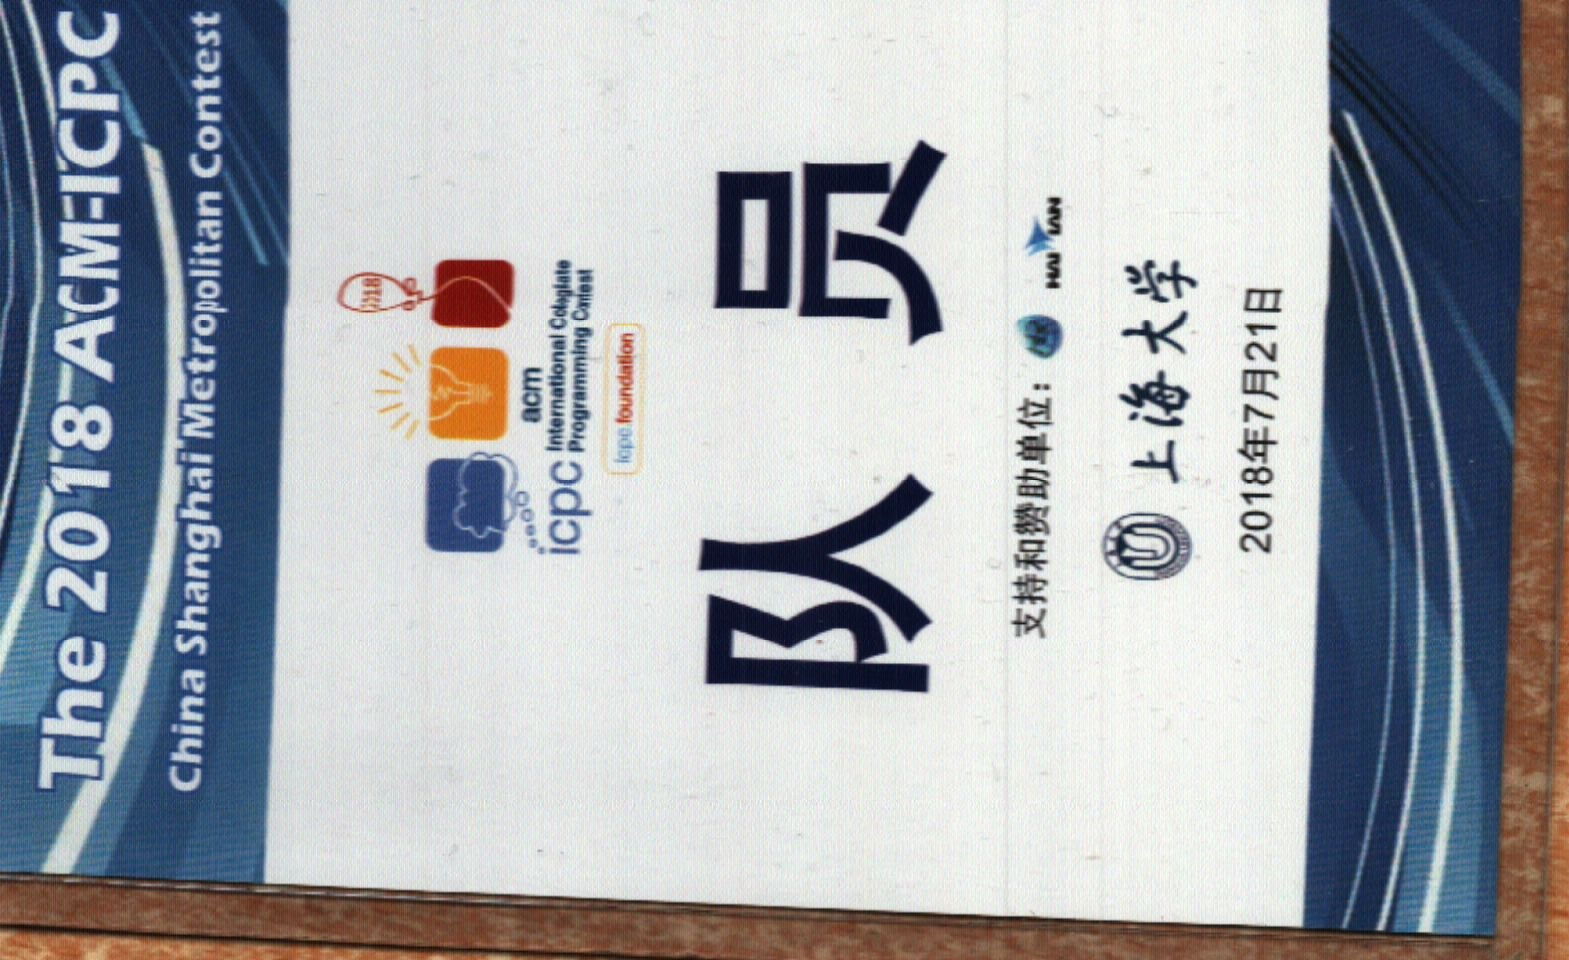 The 2018 ACM-ICPC
China Shanghai Metropolitan Contest
2018
acm
icpc
International Collegiate
Programming Contest
icpc.foundation
队员
支持和赞助单位：
HAI
IAN
上海大学
2018年7月21日